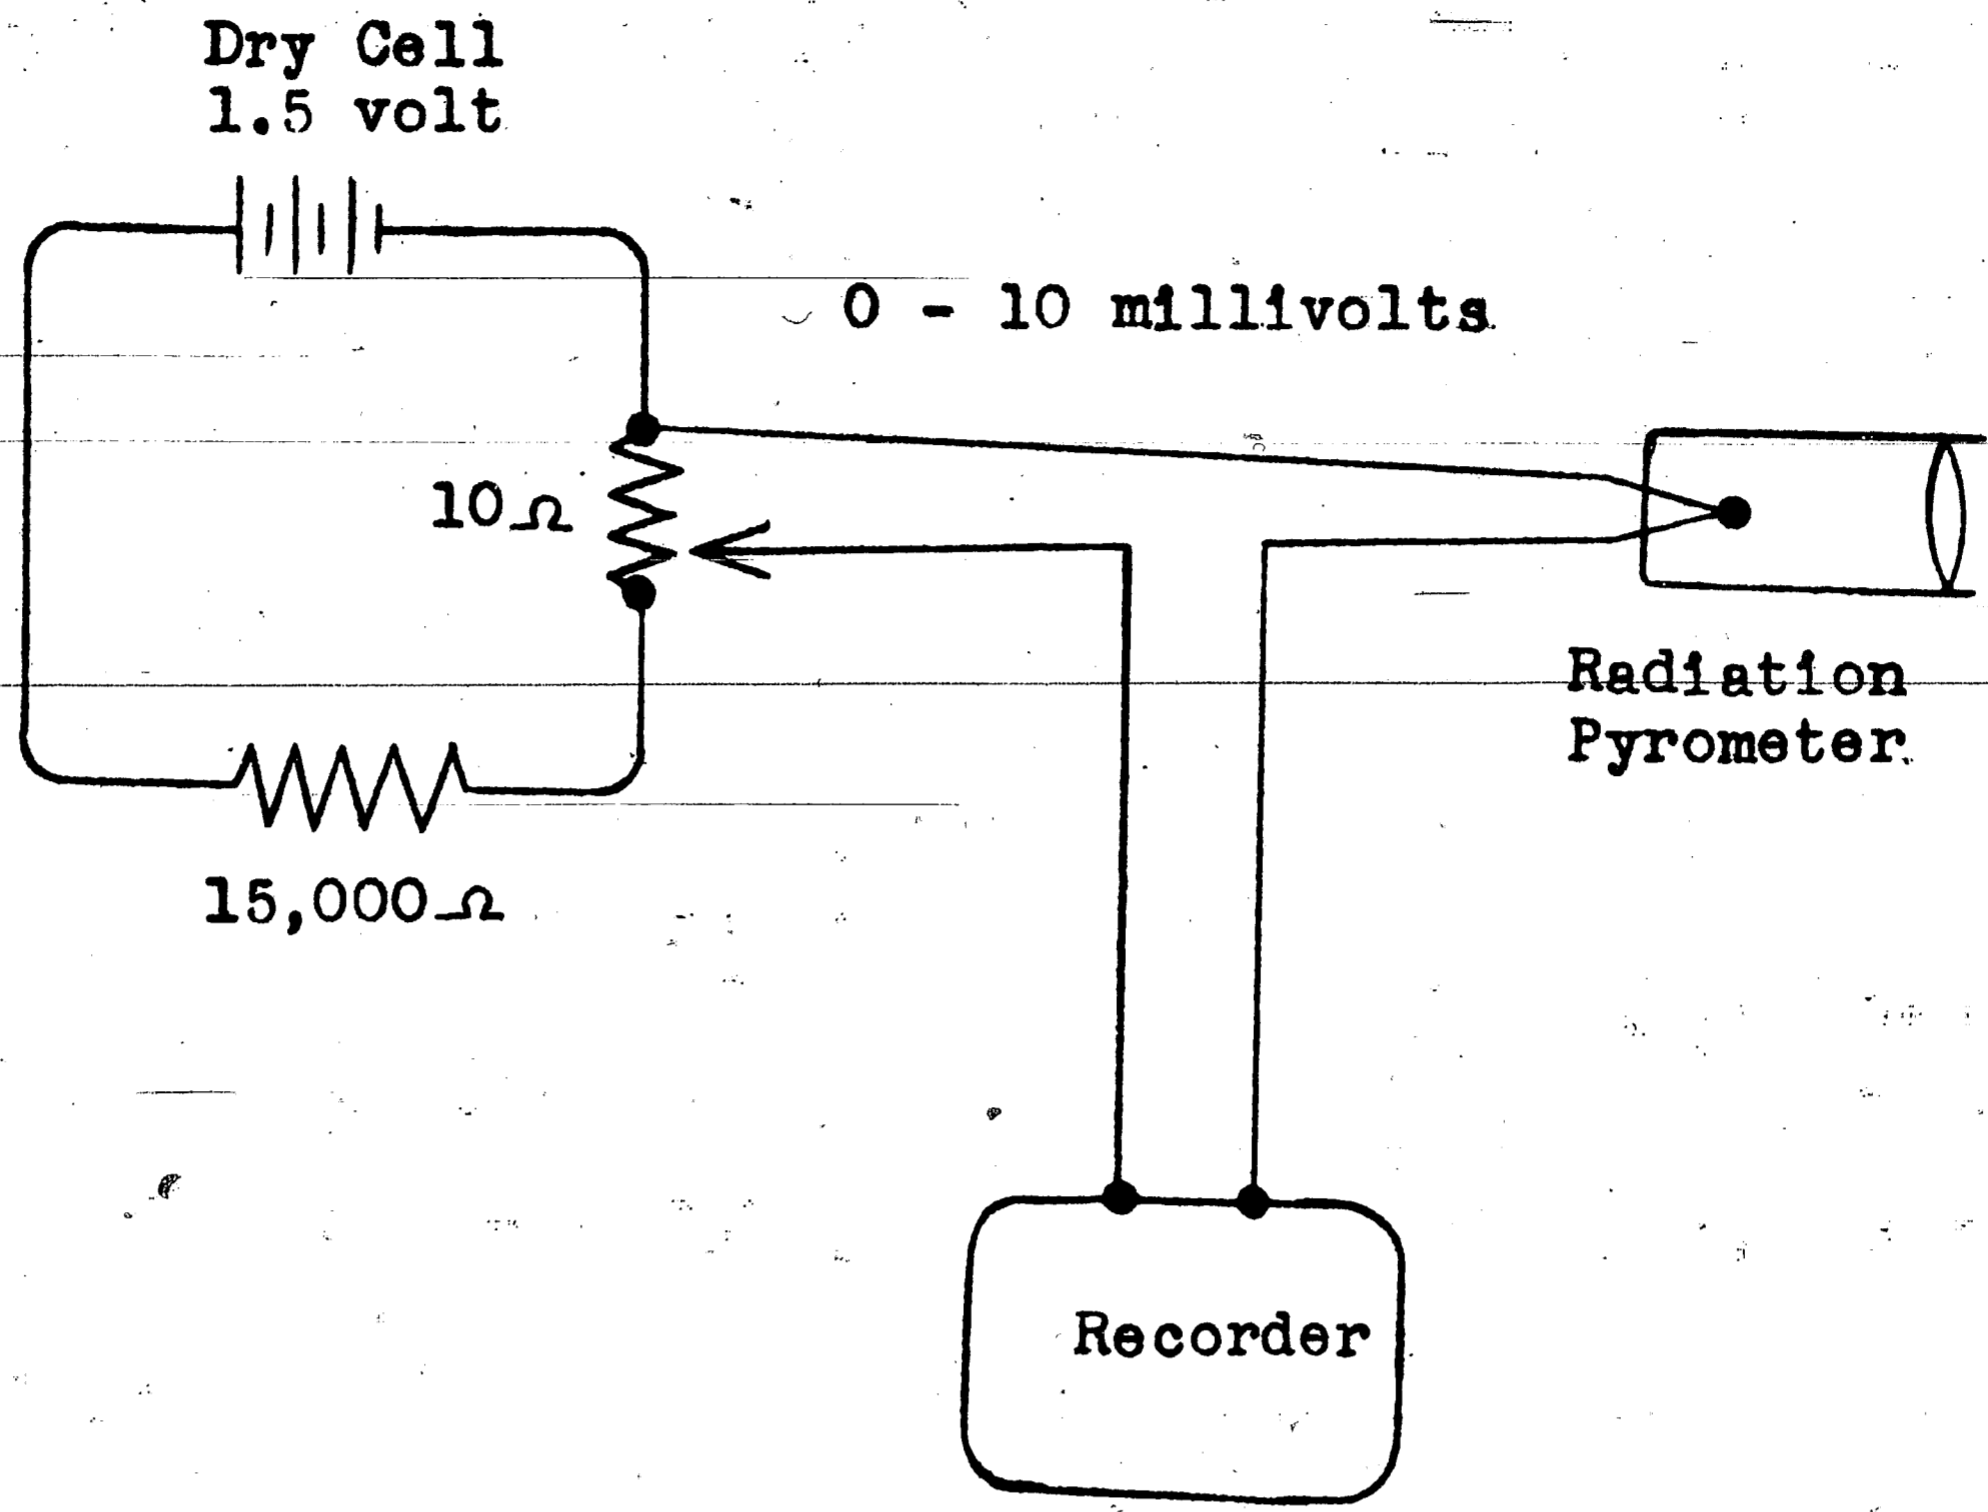 Dry Cell
1.5 volt
0 - 10 millivolts
10Ω
Radiation
Pyrometer
15,000Ω
Recorder